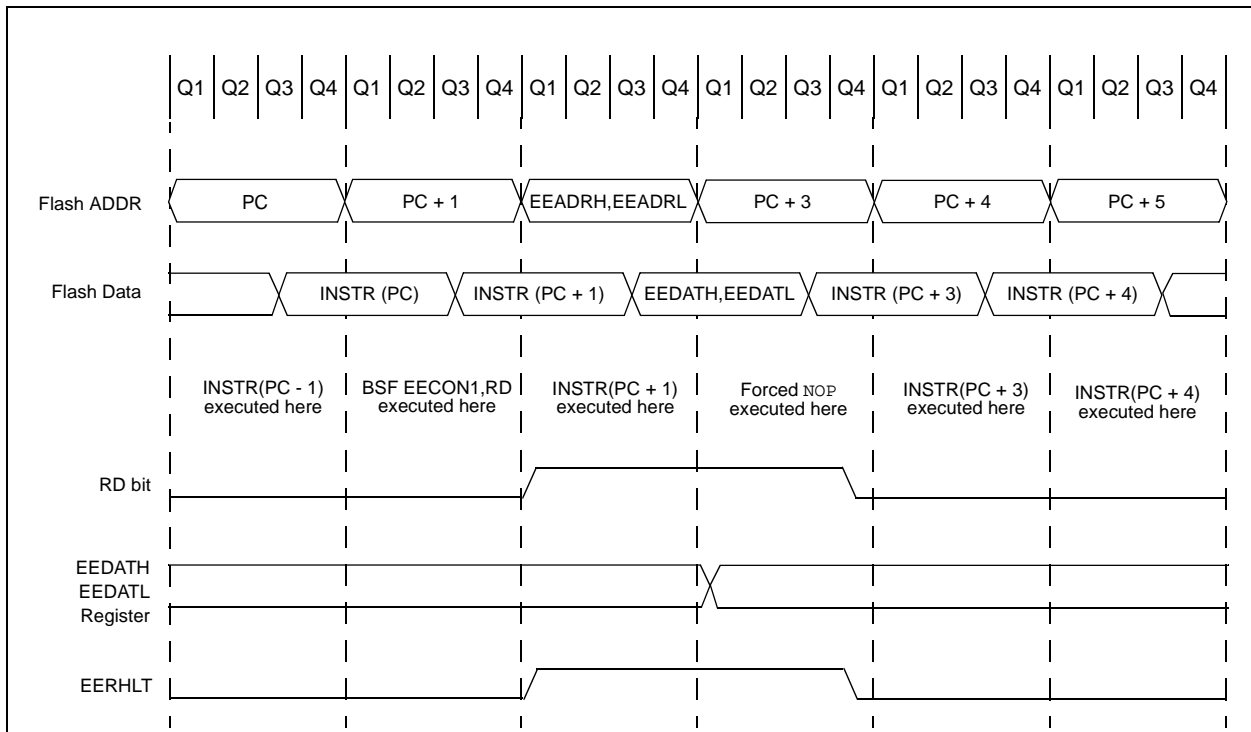 Q1 Q2 Q3 Q4 Q1 Q2 Q3 Q4 Q1 Q2 Q3 Q4 Q1 Q2 Q3 Q4 Q1 Q2 Q3 Q4 Q1 Q2 Q3 Q4
Flash ADDR PC PC + 1 EEADRH,EEADRL PC + 3 PC + 4 PC + 5
Flash Data INSTR (PC) INSTR (PC + 1) EEDATH,EEDATL INSTR (PC + 3) INSTR (PC + 4)
INSTR(PC - 1) BSF EECON1,RD INSTR(PC + 1) Forced NOP INSTR(PC + 3) INSTR(PC + 4)
executed here executed here executed here executed here executed here executed here
RD bit
EEDATH
EEDATL
Register
EERHLT